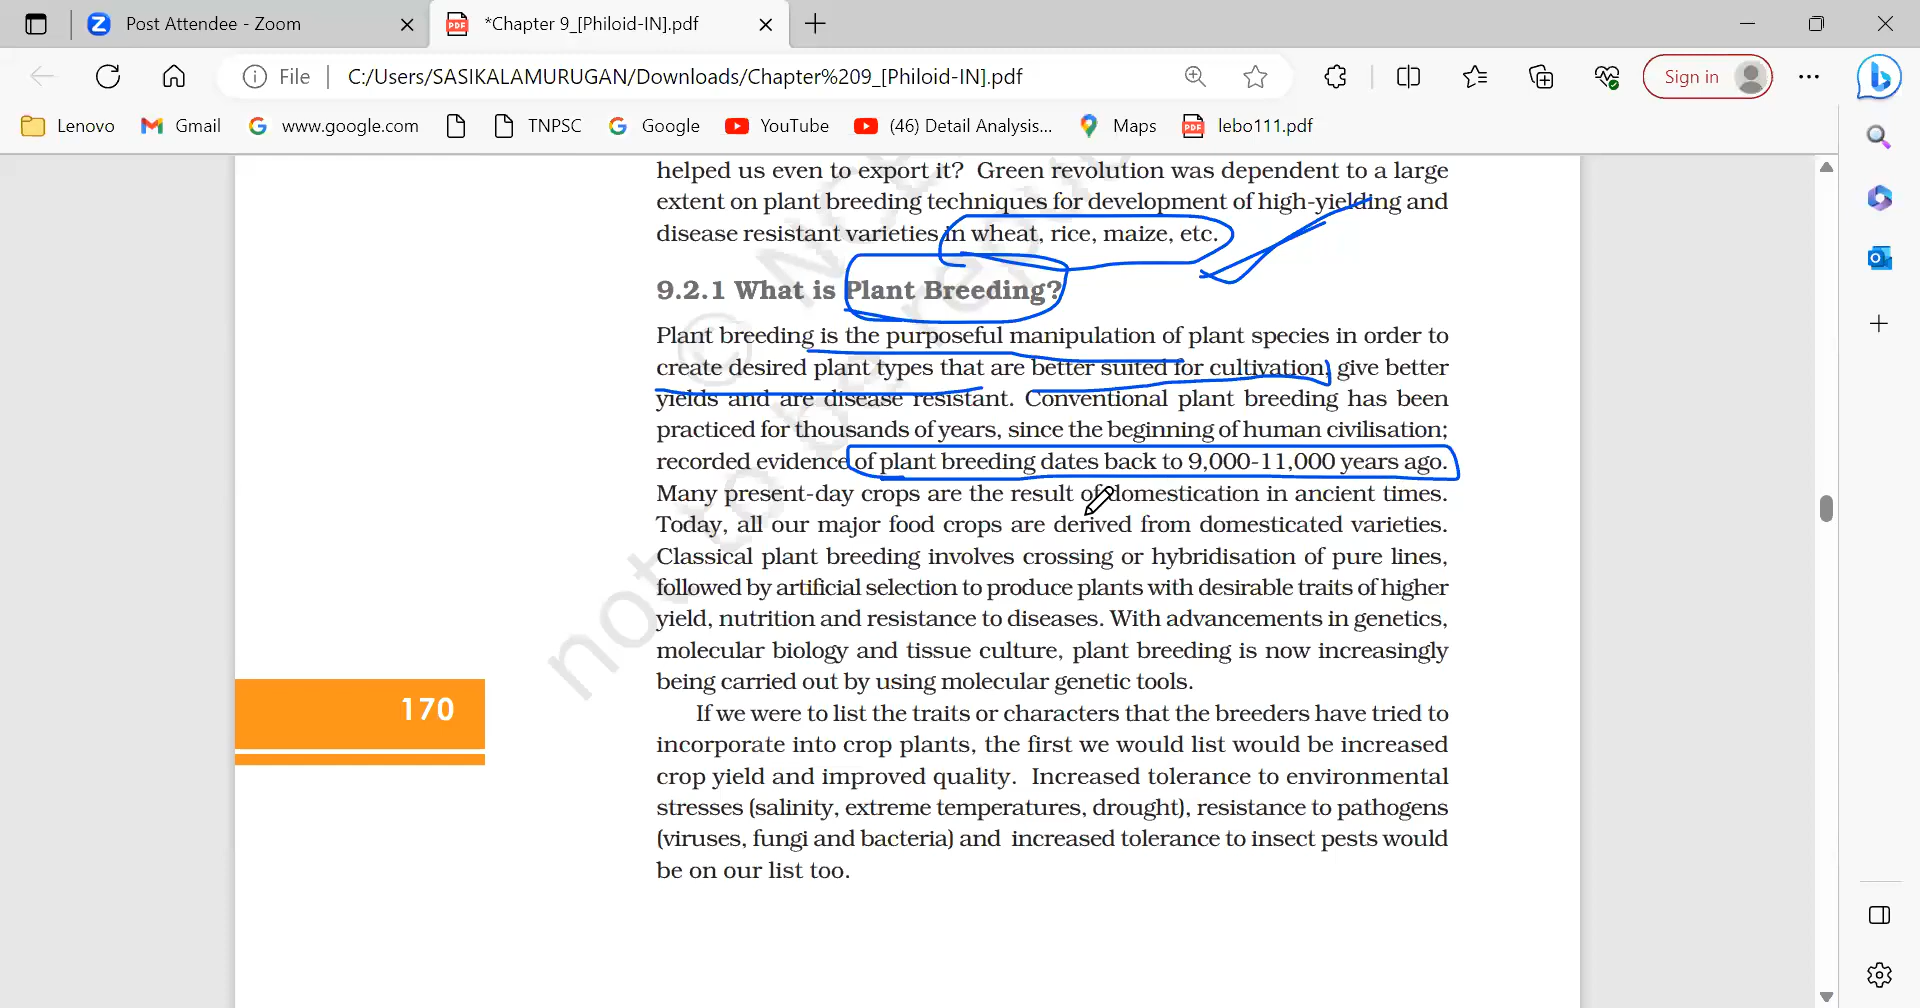 Post Attendee - Zoom
*Chapter 9_[Philoid-IN].pdf
File
C:/Users/SASIKALAMURUGAN/Downloads/Chapter%209_[Philoid-IN].pdf
Sign in
Lenovo
Gmail
www.google.com
TNPSC
Google
YouTube
(46) Detail Analysis...
Maps
lebo111.pdf
helped us even to export it? Green revolution was dependent to a large
extent on plant breeding techniques for development of high-yielding and
disease resistant varieties in wheat, rice, maize, etc.
9.2.1 What is Plant Breeding?
Plant breeding is the purposeful manipulation of plant species in order to
create desired plant types that are better suited for cultivation, give better
yields and are disease resistant. Conventional plant breeding has been
practiced for thousands of years, since the beginning of human civilisation;
recorded evidence of plant breeding dates back to 9,000-11,000 years ago.
Many present-day crops are the result of domestication in ancient times.
Today, all our major food crops are derived from domesticated varieties.
Classical plant breeding involves crossing or hybridisation of pure lines,
followed by artificial selection to produce plants with desirable traits of higher
yield, nutrition and resistance to diseases. With advancements in genetics,
molecular biology and tissue culture, plant breeding is now increasingly
being carried out by using molecular genetic tools.
170
If we were to list the traits or characters that the breeders have tried to
incorporate into crop plants, the first we would list would be increased
crop yield and improved quality. Increased tolerance to environmental
stresses (salinity, extreme temperatures, drought), resistance to pathogens
(viruses, fungi and bacteria) and increased tolerance to insect pests would
be on our list too.